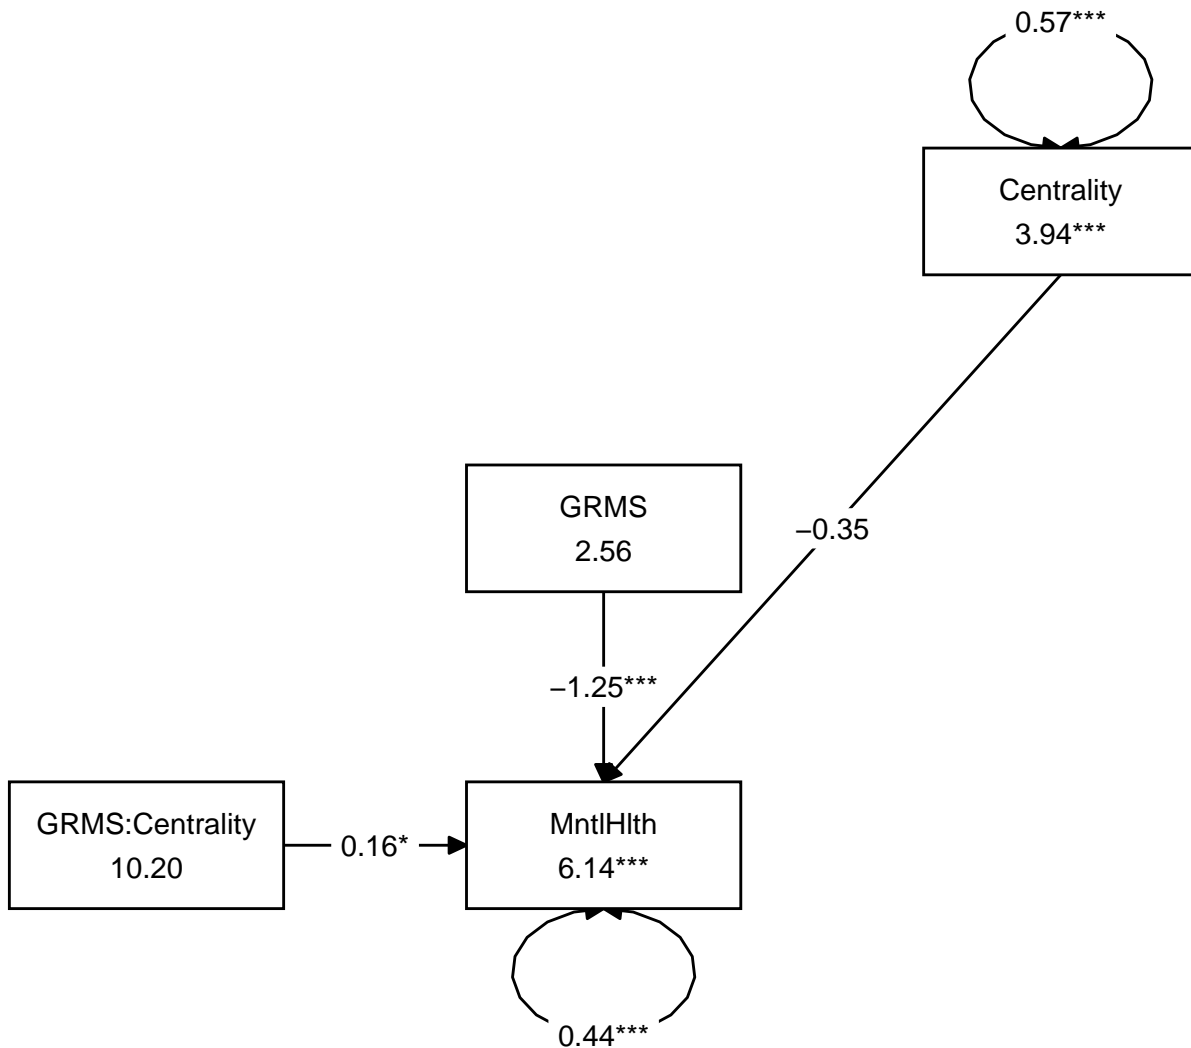 0.57***
Centrality
3.94***
GRMS
2.56
−0.35
−1.25***
GRMS:Centrality
10.20
0.16*
MntlHlth
6.14***
0.44***